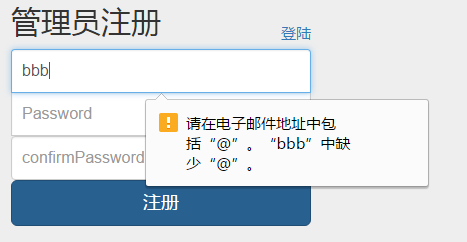 管理员注册
登陆
bbb
Password
请在电子邮件地址中包
括“@”。“bbb”中缺
少“@”。
confirmPassword
注册